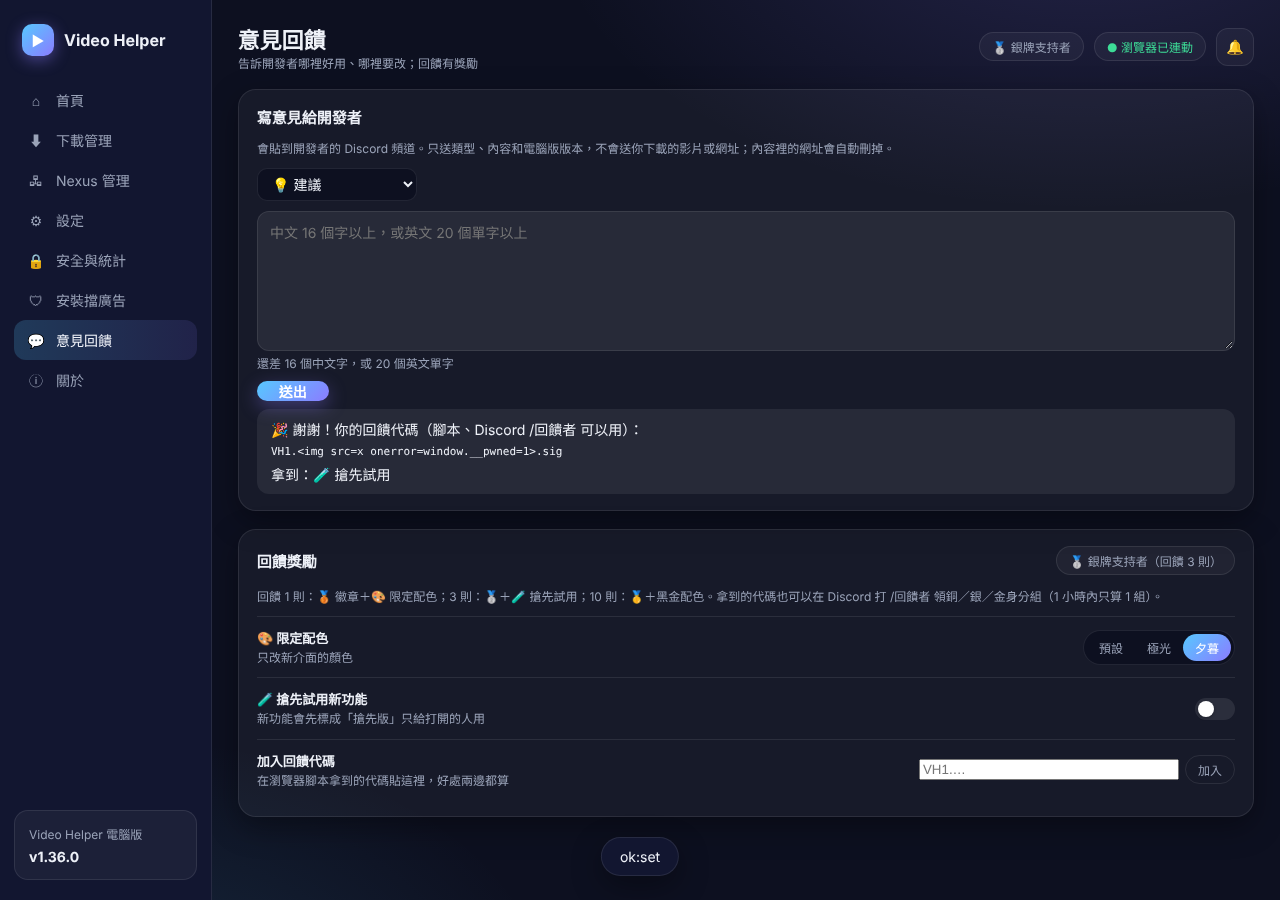 Video Helper
首頁
下載管理
Nexus 管理
設定
安全與統計
安裝擋廣告
意見回饋
關於
Video Helper 電腦版
v1.36.0
意見回饋
告訴開發者哪裡好用、哪裡要改；回饋有獎勵
🥈 銀牌支持者
瀏覽器已連動
寫意見給開發者
會貼到開發者的 Discord 頻道。只送類型、內容和電腦版版本，不會送你下載的影片或網址；內容裡的網址會自動刪掉。
💡 建議
中文 16 個字以上，或英文 20 個單字以上
還差 16 個中文字，或 20 個英文單字
送出
🎉 謝謝！你的回饋代碼（腳本、Discord /回饋者 可以用）：
VH1.<img src=x onerror=window.__pwned=1>.sig
拿到：🧪 搶先試用
回饋獎勵
🥈 銀牌支持者（回饋 3 則）
回饋 1 則：🥉 徽章＋🎨 限定配色；3 則：🥈＋🧪 搶先試用；10 則：🥇＋黑金配色。拿到的代碼也可以在 Discord 打 /回饋者 領銅／銀／金身分組（1 小時內只算 1 組）。
🎨 限定配色
只改新介面的顏色
預設 極光 夕暮
🧪 搶先試用新功能
新功能會先標成「搶先版」只給打開的人用
加入回饋代碼
在瀏覽器腳本拿到的代碼貼這裡，好處兩邊都算
VH1....
加入
ok:set